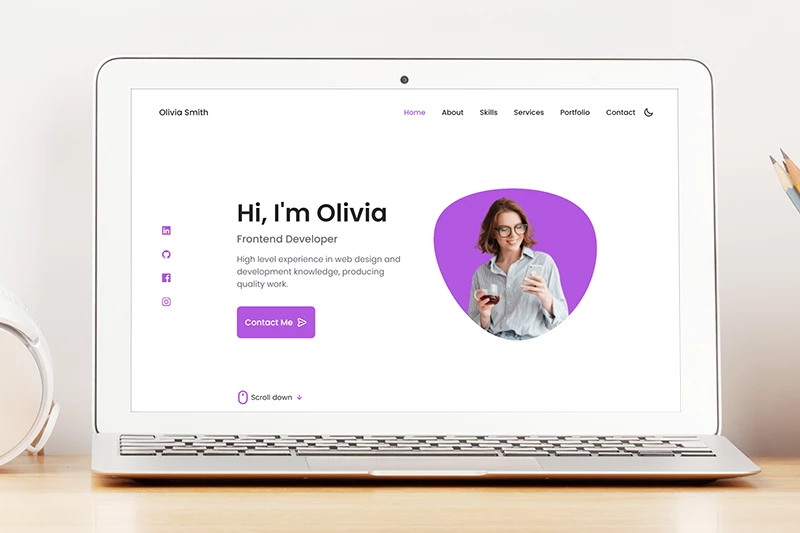 Olivia Smith
Home About Skills Services Portfolio Contact
Hi, I'm Olivia
Frontend Developer
High level experience in web design and
development knowledge, producing
quality work.
Contact Me
Scroll down